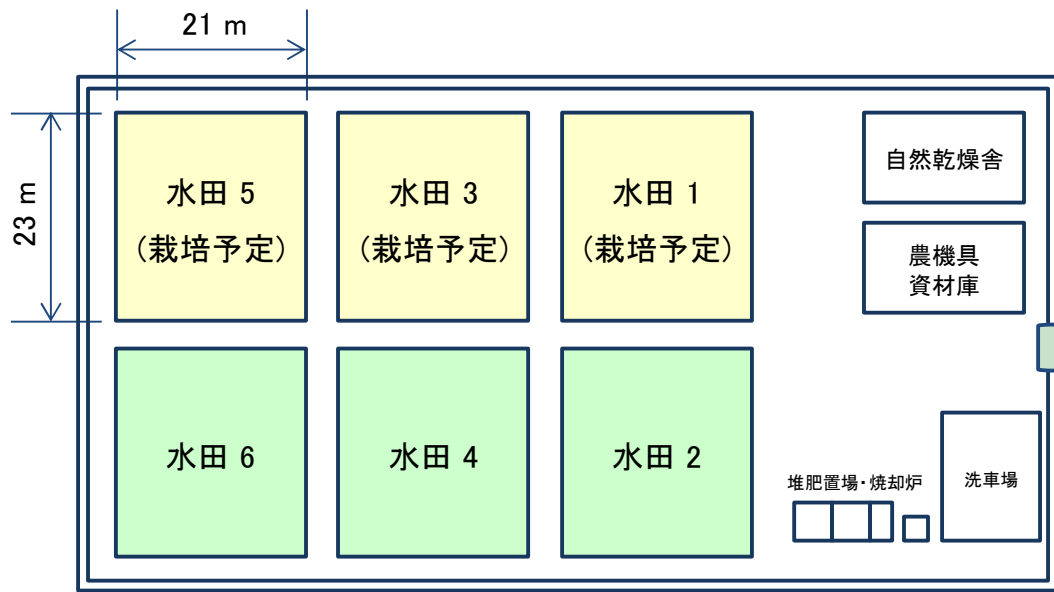 21 m
23 m
水田 5
(栽培予定)
水田 3
(栽培予定)
水田 1
(栽培予定)
自然乾燥舎
農機具
資材庫
水田 6
水田 4
水田 2
堆肥置場・焼却炉
洗車場